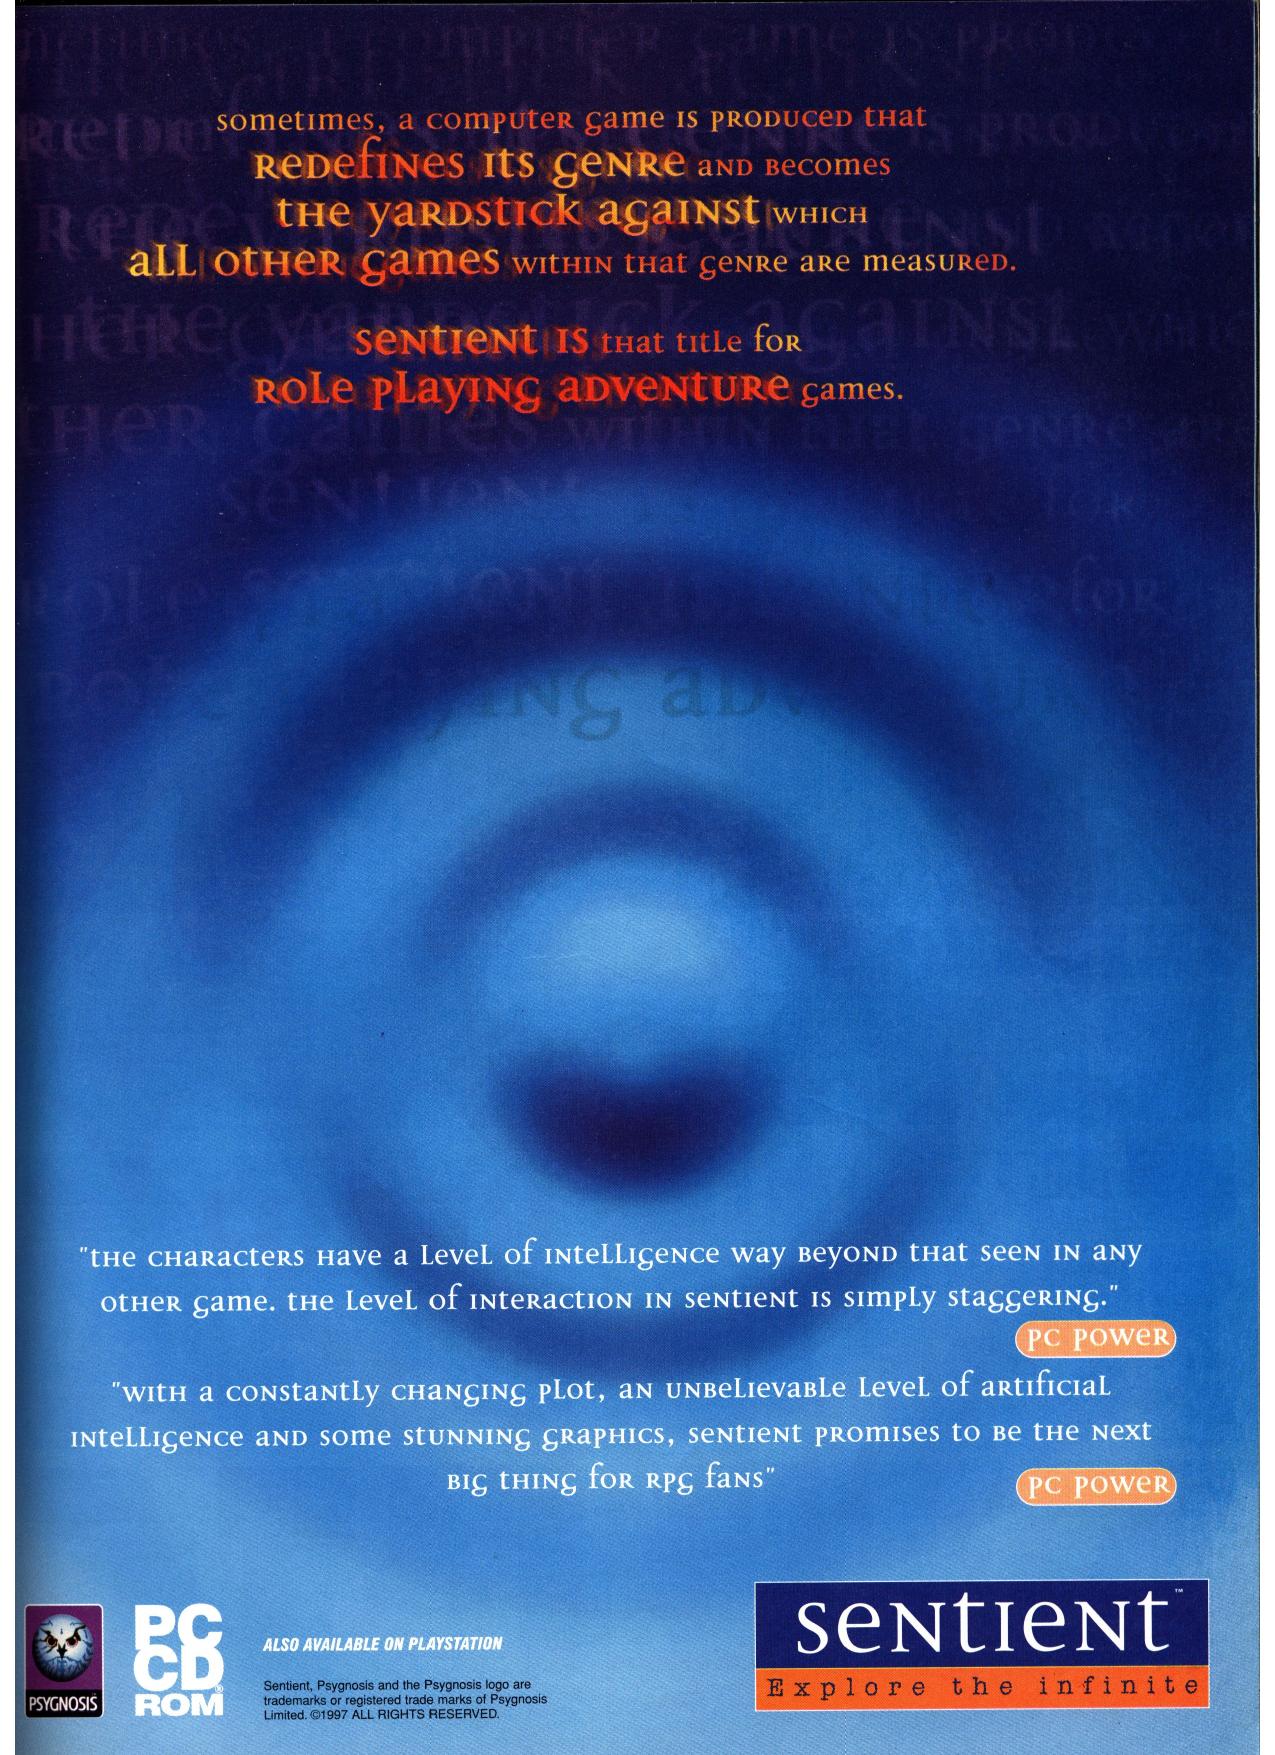 sometimes, a computer game is produced that
redefines its genre and becomes
the yardstick against which
all other games within that genre are measured.
sentient is that title for
role playing adventure games.
"the characters have a level of intelligence way beyond that seen in any
other game. the level of interaction in sentient is simply staggering."
PC POWER
"with a constantly changing plot, an unbelievable level of artificial
intelligence and some stunning graphics, sentient promises to be the next
big thing for rpg fans"
PC POWER
PSYGNOSIS
PC
CD
ROM
®
ALSO AVAILABLE ON PLAYSTATION
Sentient, Psygnosis and the Psygnosis logo are
trademarks or registered trade marks of Psygnosis
Limited. ©1997 ALL RIGHTS RESERVED.
sentient™
Explore the infinite